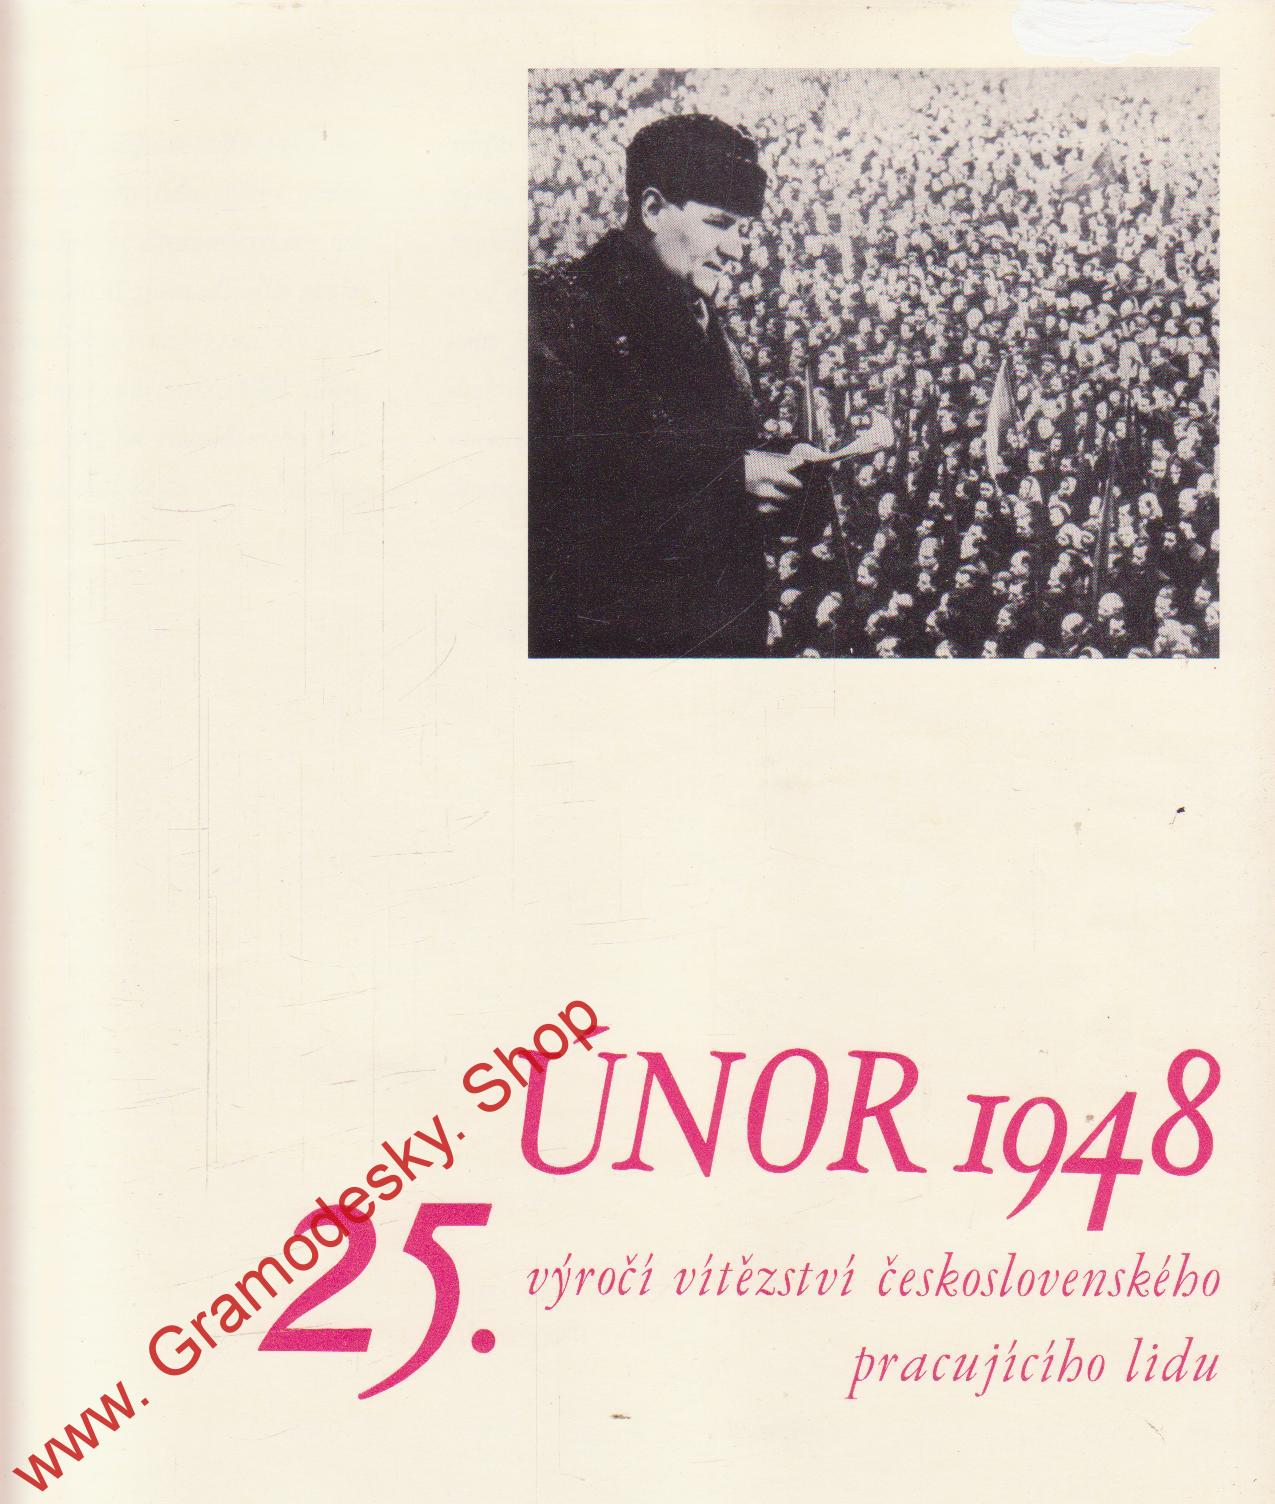 ÚNOR 1948
25. výročí vítězství československého
pracujícího lidu
www. Gramodesky. Shop